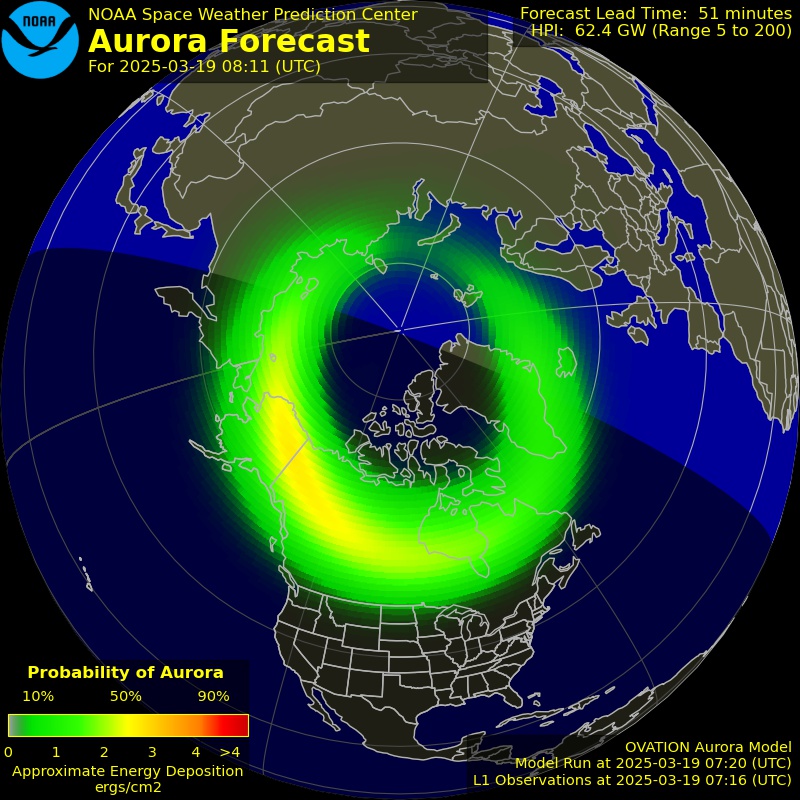 NOAA
NOAA Space Weather Prediction Center
Aurora Forecast
For 2025-03-19 08:11 (UTC)
Forecast Lead Time: 51 minutes
HPI: 62.4 GW (Range 5 to 200)
Probability of Aurora
10% 50% 90%
0 1 2 3 4 >4
Approximate Energy Deposition
ergs/cm2
OVATION Aurora Model
Model Run at 2025-03-19 07:20 (UTC)
L1 Observations at 2025-03-19 07:16 (UTC)